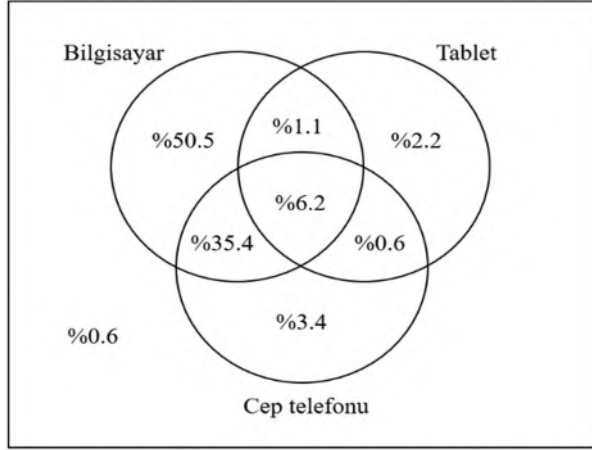 Bilgisayar
Tablet
%50.5
%1.1
%2.2
%6.2
%35.4
%0.6
%3.4
%0.6
Cep telefonu